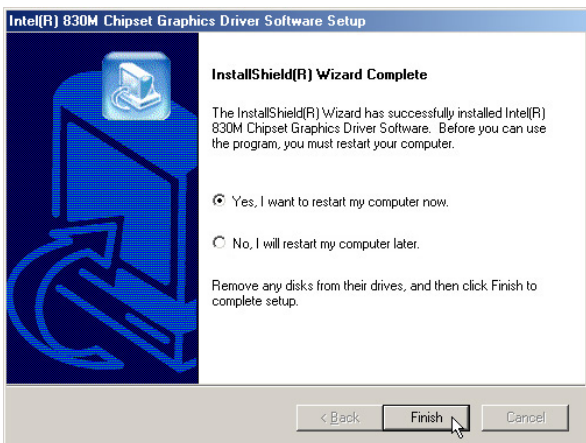 Intel(R) 830M Chipset Graphics Driver Software Setup
InstallShield(R) Wizard Complete
The InstallShield(R) Wizard has successfully installed Intel(R)
830M Chipset Graphics Driver Software.  Before you can use
the program, you must restart your computer.
Yes, I want to restart my computer now.
No, I will restart my computer later.
Remove any disks from their drives, and then click Finish to
complete setup.
< Back
Finish
Cancel